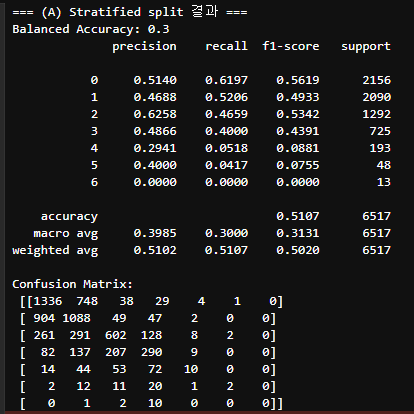 === (A) Stratified split 결과 ===
Balanced Accuracy: 0.3
precision recall f1-score support
0 0.5140 0.6197 0.5619 2156
1 0.4688 0.5206 0.4933 2090
2 0.6258 0.4659 0.5342 1292
3 0.4866 0.4000 0.4391 725
4 0.2941 0.0518 0.0881 193
5 0.4000 0.0417 0.0755 48
6 0.0000 0.0000 0.0000 13
accuracy 0.5107 6517
macro avg 0.3985 0.3000 0.3131 6517
weighted avg 0.5102 0.5107 0.5020 6517
Confusion Matrix:
[[1336 748 38 29 4 1 0]
[ 904 1088 49 47 2 0 0]
[ 261 291 602 128 8 2 0]
[ 82 137 207 290 9 0 0]
[ 14 44 53 72 10 0 0]
[ 2 12 11 20 1 2 0]
[ 0 1 2 10 0 0 0]]